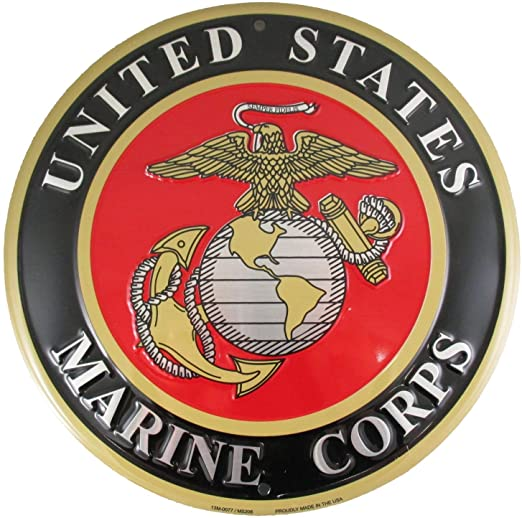 UNITED STATES
SEMPER FIDELIS
MARINE CORPS
PROUDLY MADE IN THE USA